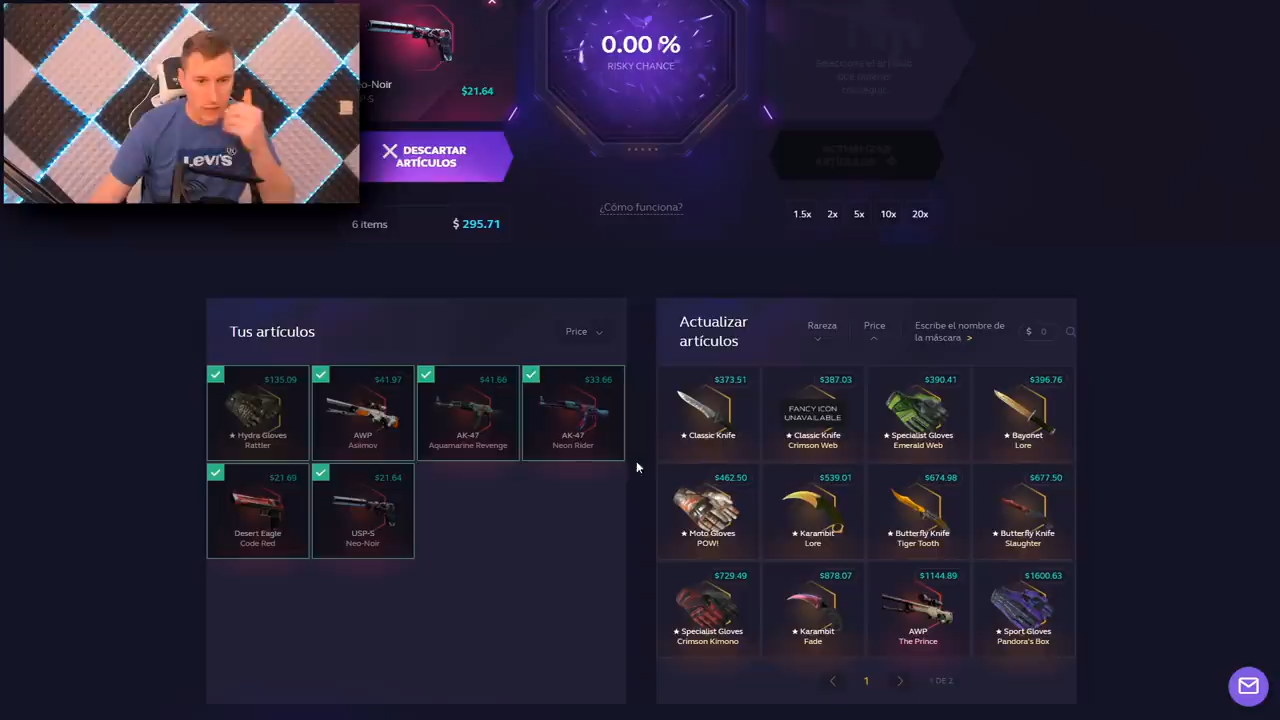 0.00 %
RISKY CHANCE
$21.64
DESCARTAR
ARTÍCULOS
LEVI'S
¿Cómo funciona?
6 items
$ 295.71
1.5x 2x 5x 10x 20x
Tus artículos
Price
Actualizar
artículos
Rareza
Price
Escribe el nombre de
la máscara >
$ 0
$135.09
★ Hydra Gloves
Rattler
$41.97
AWP
Asiimov
$41.66
AK-47
Aquamarine Revenge
$33.66
AK-47
Neon Rider
$21.69
Desert Eagle
Code Red
$21.64
USP-S
Neo-Noir
$373.51
★ Classic Knife
$387.03
FANCY ICON
UNAVAILABLE
★ Classic Knife
Crimson Web
$390.41
★ Specialist Gloves
Emerald Web
$396.76
★ Bayonet
Lore
$462.50
★ Moto Gloves
POW!
$539.01
★ Karambit
Lore
$674.98
★ Butterfly Knife
Tiger Tooth
$677.50
★ Butterfly Knife
Slaughter
$729.49
★ Specialist Gloves
Crimson Kimono
$878.07
★ Karambit
Fade
$1144.89
AWP
The Prince
$1600.63
★ Sport Gloves
Pandora's Box
1
1 DE 2